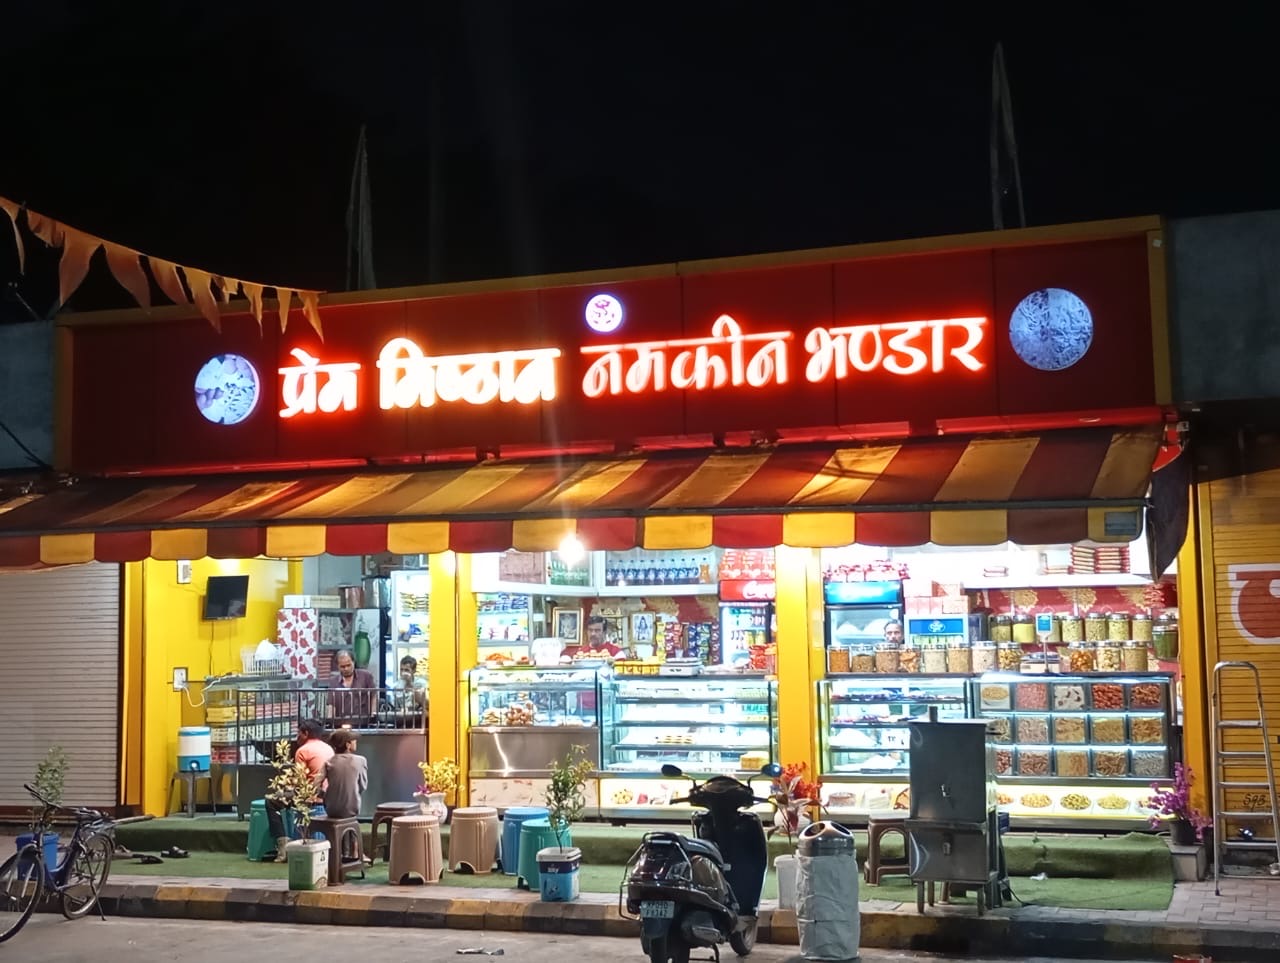 प्रेम मिष्ठान नमकीन भण्डार